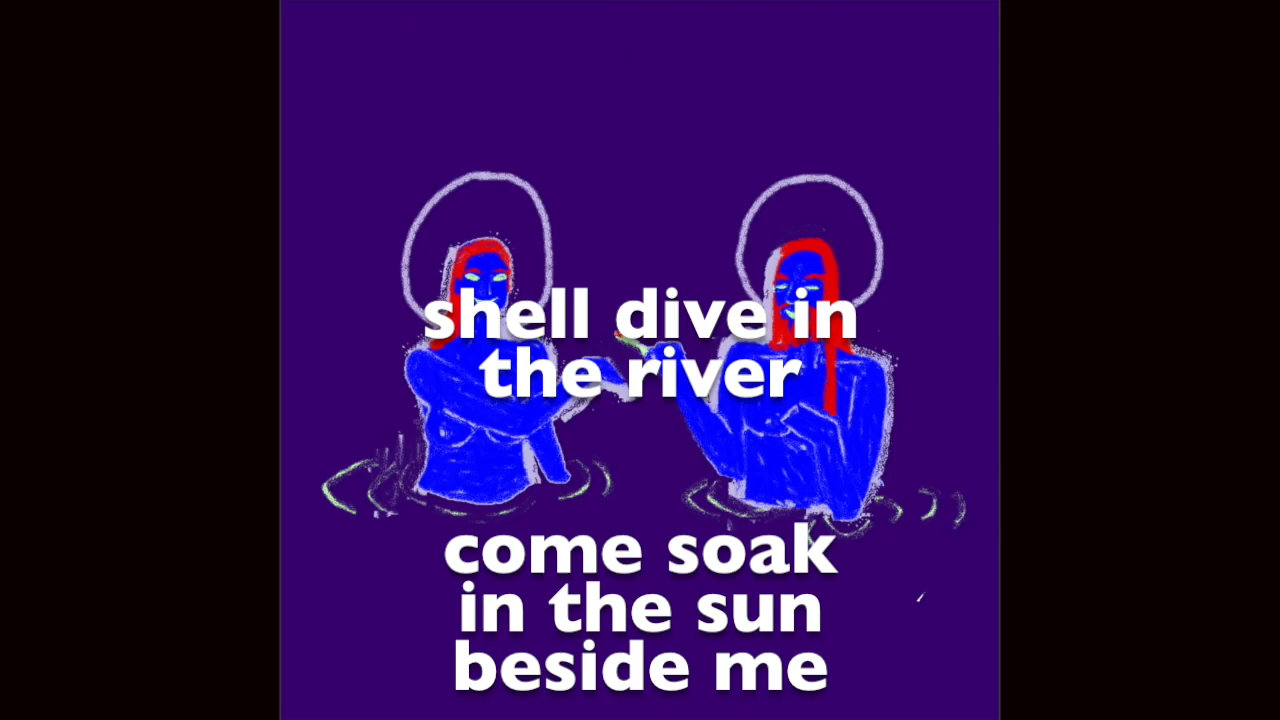 shell dive in
the river
come soak
in the sun
beside me